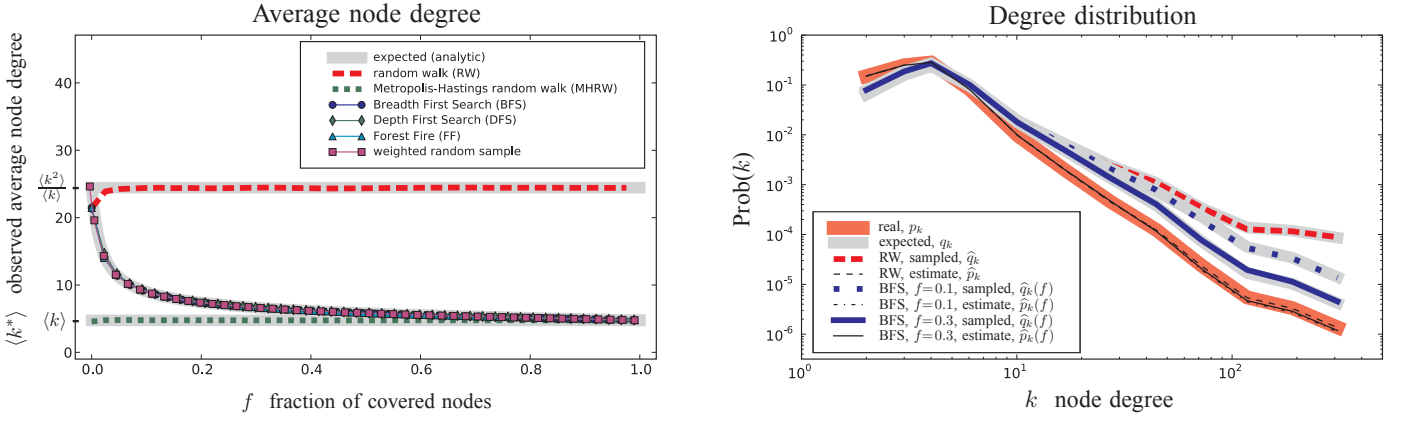 Average node degree
observed average node degree
⟨k*⟩
40
30
20
10
0
⟨k²⟩
⟨k⟩
⟨k⟩
expected (analytic)
random walk (RW)
Metropolis-Hastings random walk (MHRW)
Breadth First Search (BFS)
Depth First Search (DFS)
Forest Fire (FF)
weighted random sample
0.0 0.2 0.4 0.6 0.8 1.0
f fraction of covered nodes
Degree distribution
Prob(k)
10⁰
10⁻¹
10⁻²
10⁻³
10⁻⁴
10⁻⁵
10⁻⁶
real, pₖ
expected, qₖ
RW, sampled, q̂ₖ
RW, estimate, p̂ₖ
BFS, f=0.1, sampled, q̂ₖ(f)
BFS, f=0.1, estimate, p̂ₖ(f)
BFS, f=0.3, sampled, q̂ₖ(f)
BFS, f=0.3, estimate, p̂ₖ(f)
10⁰ 10¹ 10²
k node degree